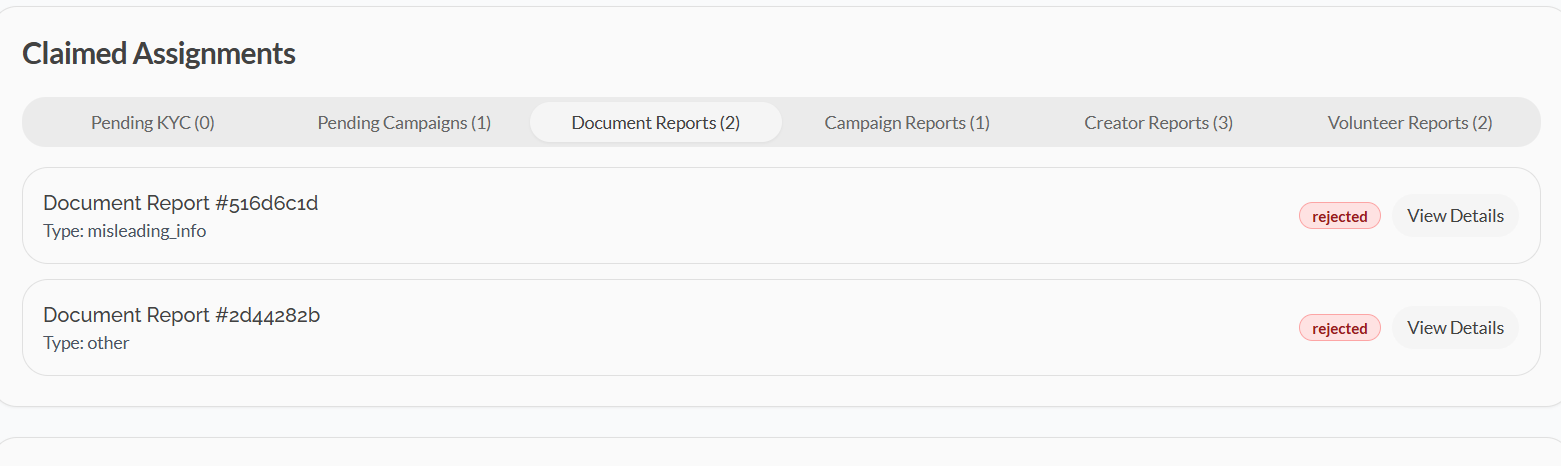 Claimed Assignments
Pending KYC (0) Pending Campaigns (1) Document Reports (2) Campaign Reports (1) Creator Reports (3) Volunteer Reports (2)
Document Report #516d6c1d
Type: misleading_info
rejected View Details
Document Report #2d44282b
Type: other
rejected View Details